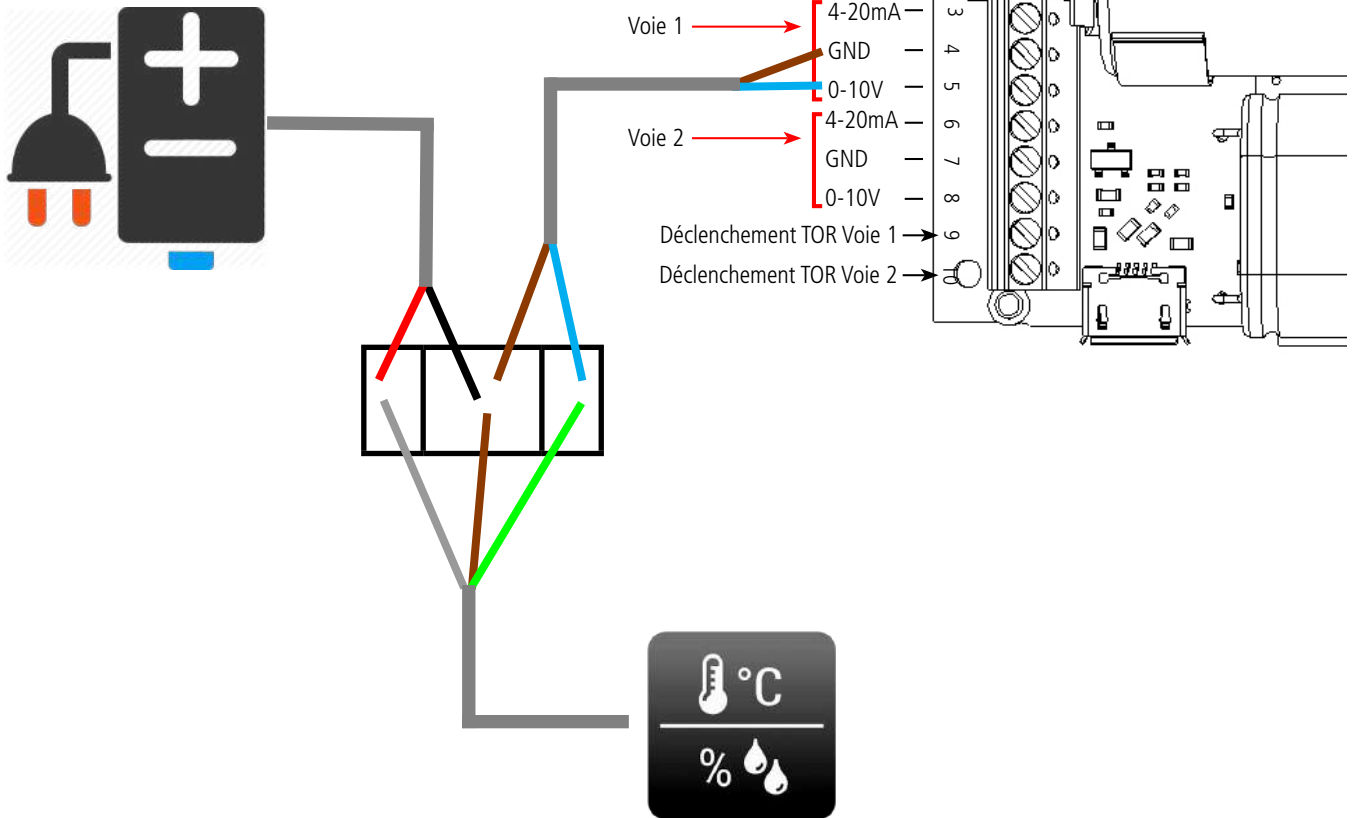 Voie 1
4-20mA
3
GND
4
0-10V
5
Voie 2
4-20mA
6
GND
7
0-10V
8
Déclenchement TOR Voie 1
9
Déclenchement TOR Voie 2
10
°C
%